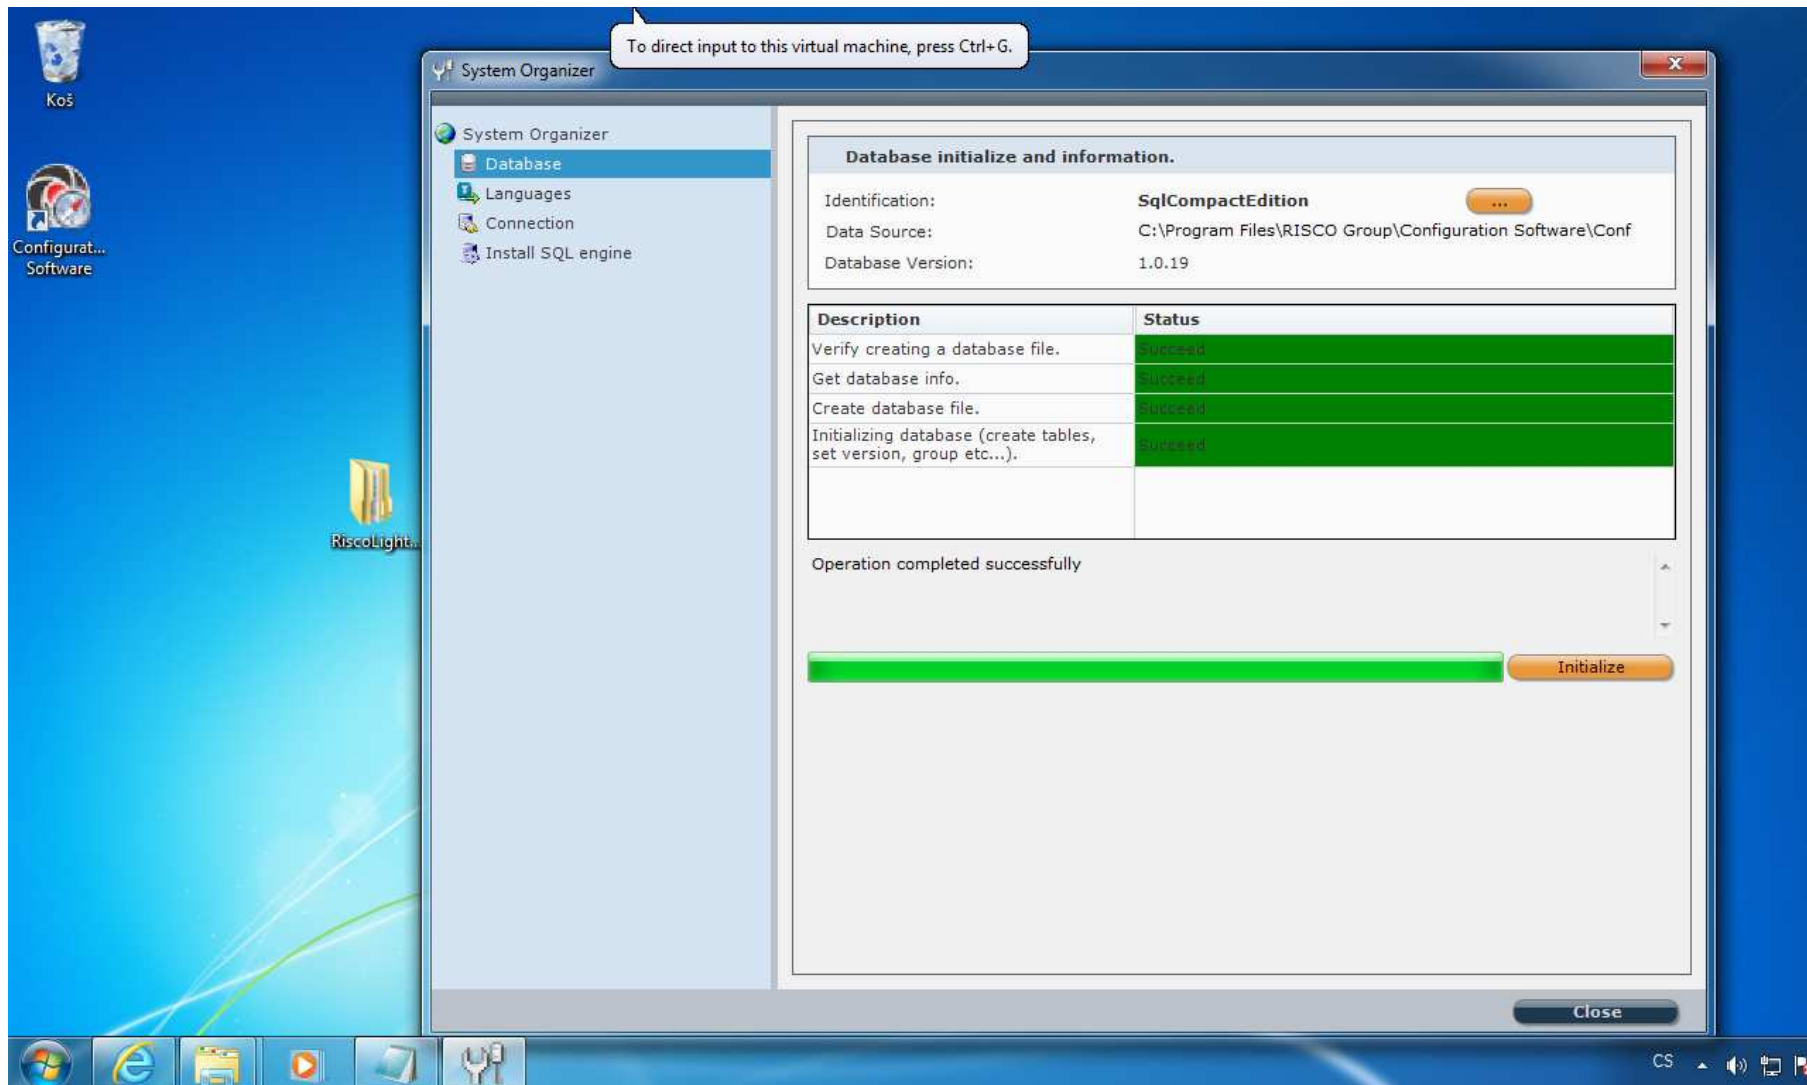 To direct input to this virtual machine, press Ctrl+G.
Koš
Configurat...
Software
RiscoLight...
System Organizer
System Organizer
Database
Languages
Connection
Install SQL engine
Database initialize and information.
Identification:
SqlCompactEdition
...
Data Source:
C:\Program Files\RISCO Group\Configuration Software\Conf
Database Version:
1.0.19
Description
Status
Verify creating a database file.
Succeed
Get database info.
Succeed
Create database file.
Succeed
Initializing database (create tables,
set version, group etc...).
Succeed
Operation completed successfully
Initialize
Close
CS